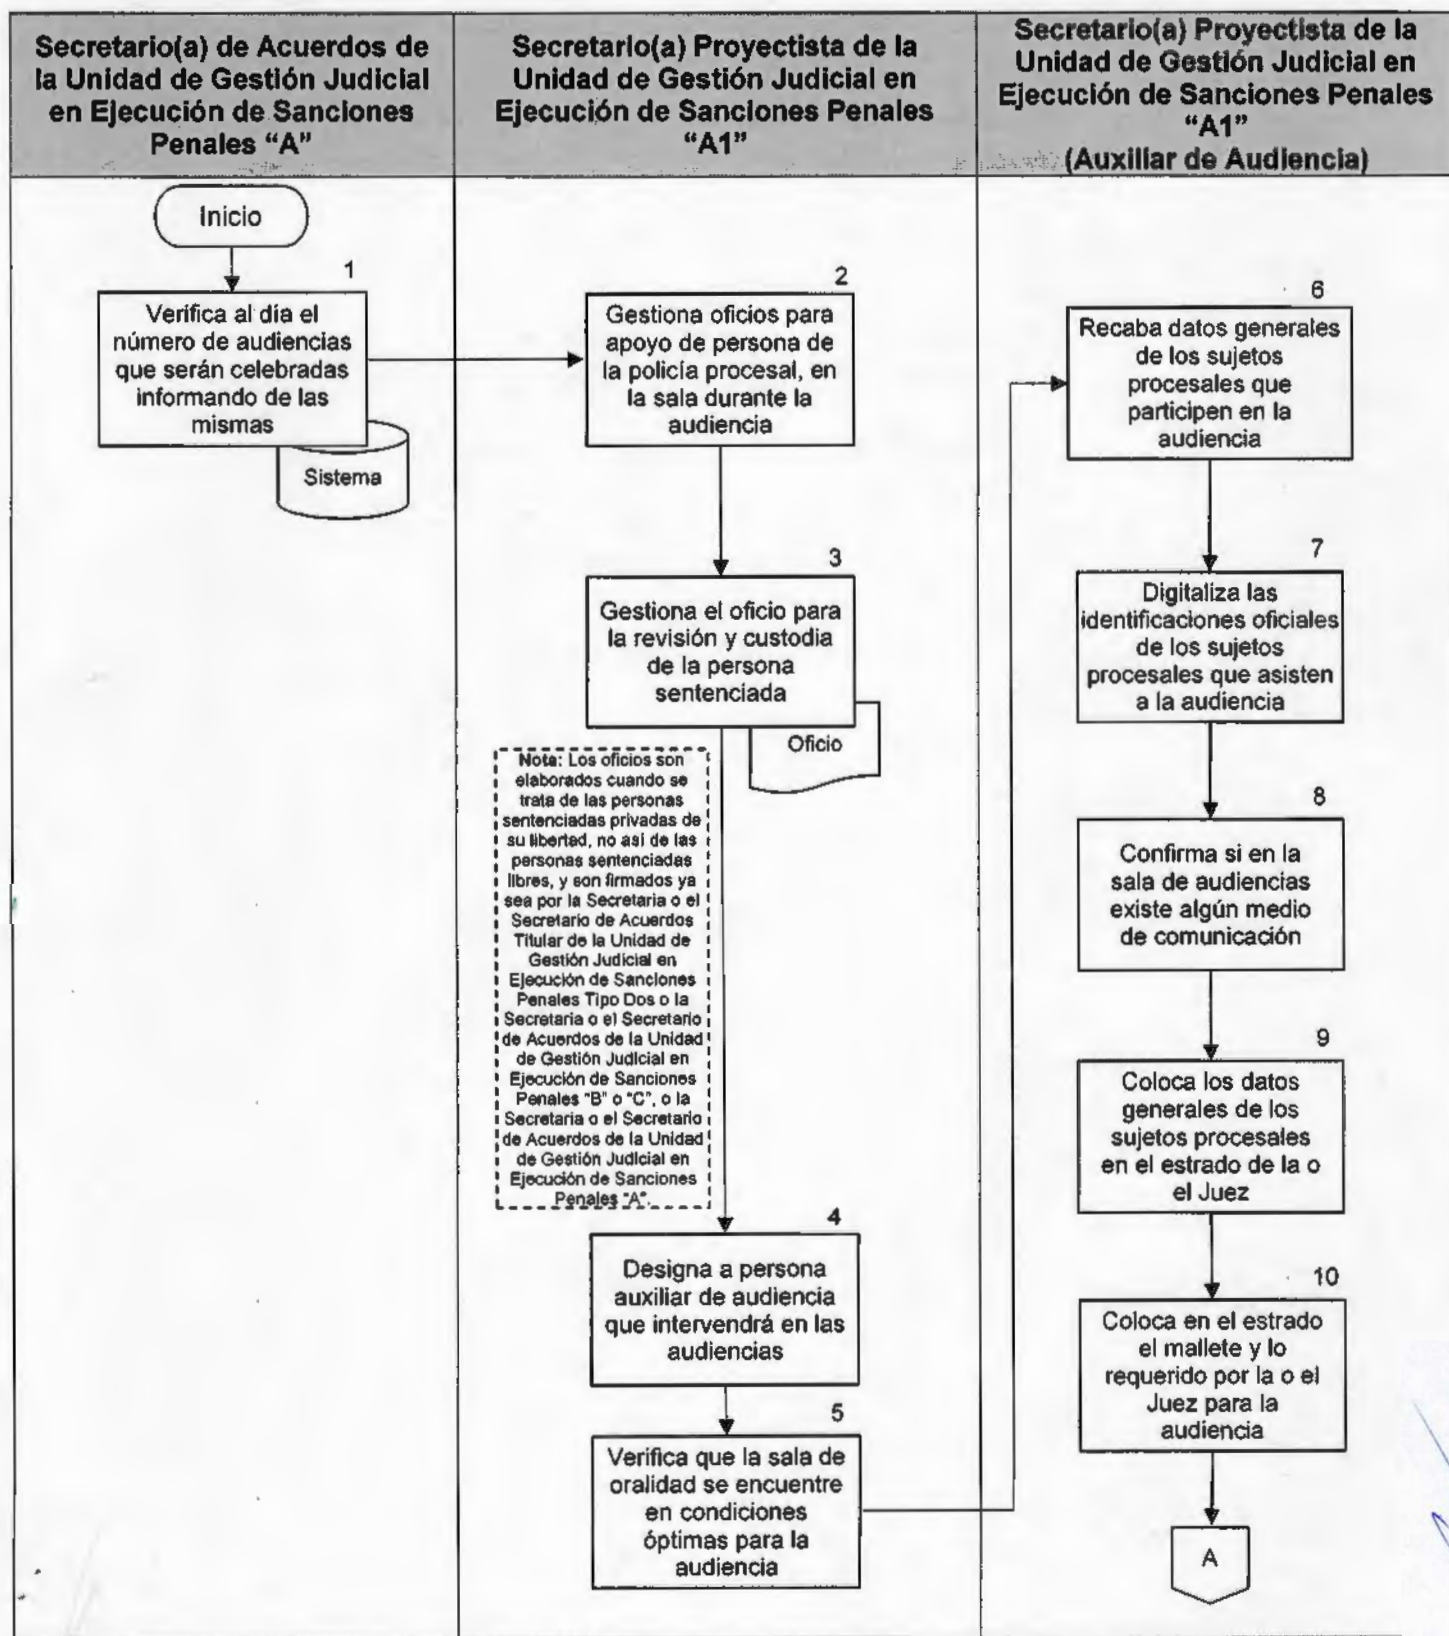 Secretario(a) de Acuerdos de
la Unidad de Gestión Judicial
en Ejecución de Sanciones
Penales “A”
Secretario(a) Proyectista de la
Unidad de Gestión Judicial en
Ejecución de Sanciones Penales
“A1”
Secretario(a) Proyectista de la
Unidad de Gestión Judicial en
Ejecución de Sanciones Penales
“A1”
(Auxiliar de Audiencia)
Inicio
1
Verifica al día el
número de audiencias
que serán celebradas
informando de las
mismas
Sistema
2
Gestiona oficios para
apoyo de persona de
la policía procesal, en
la sala durante la
audiencia
3
Gestiona el oficio para
la revisión y custodia
de la persona
sentenciada
Oficio
Nota: Los oficios son
elaborados cuando se
trata de las personas
sentenciadas privadas de
su libertad, no así de las
personas sentenciadas
libres, y son firmados ya
sea por la Secretaria o el
Secretario de Acuerdos
Titular de la Unidad de
Gestión Judicial en
Ejecución de Sanciones
Penales Tipo Dos o la
Secretaria o el Secretario
de Acuerdos de la Unidad
de Gestión Judicial en
Ejecución de Sanciones
Penales “B” o “C”, o la
Secretaria o el Secretario
de Acuerdos de la Unidad
de Gestión Judicial en
Ejecución de Sanciones
Penales “A”.
4
Designa a persona
auxiliar de audiencia
que intervendrá en las
audiencias
5
Verifica que la sala de
oralidad se encuentre
en condiciones
óptimas para la
audiencia
6
Recaba datos generales
de los sujetos
procesales que
participen en la
audiencia
7
Digitaliza las
identificaciones oficiales
de los sujetos
procesales que asisten
a la audiencia
8
Confirma si en la
sala de audiencias
existe algún medio
de comunicación
9
Coloca los datos
generales de los
sujetos procesales
en el estrado de la o
el Juez
10
Coloca en el estrado
el mallete y lo
requerido por la o el
Juez para la
audiencia
A